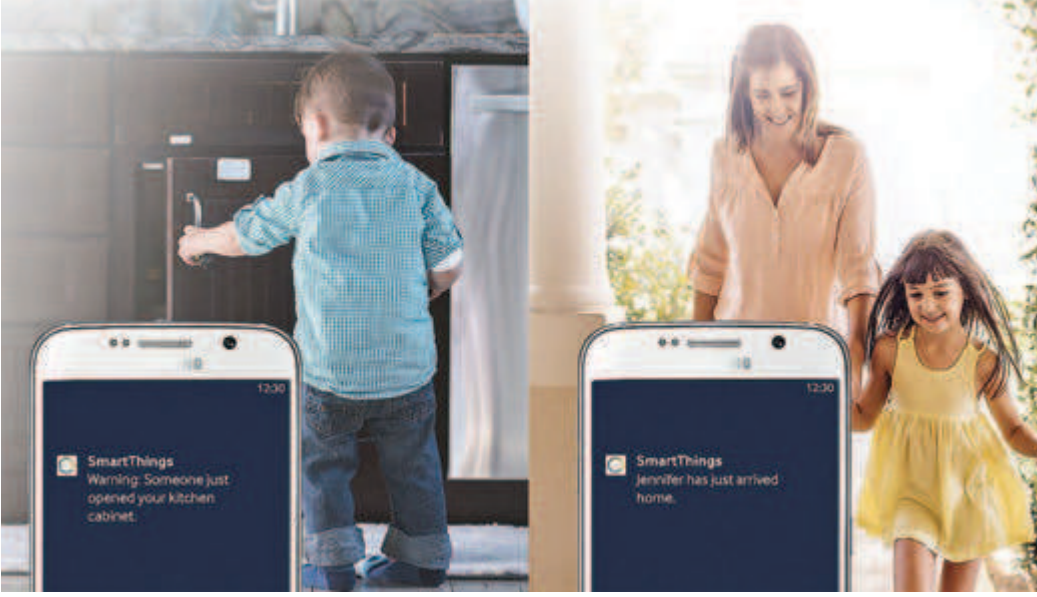 12:30
SmartThings
Warning: Someone just
opened your kitchen
cabinet.
12:30
SmartThings
Jennifer has just arrived
home.